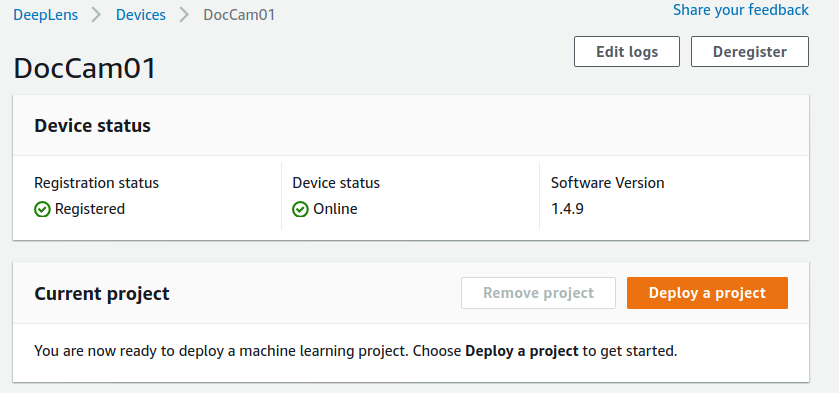 DeepLens > Devices > DocCam01
Share your feedback
DocCam01
Edit logs
Deregister
Device status
Registration status
Registered
Device status
Online
Software Version
1.4.9
Current project
Remove project
Deploy a project
You are now ready to deploy a machine learning project. Choose Deploy a project to get started.